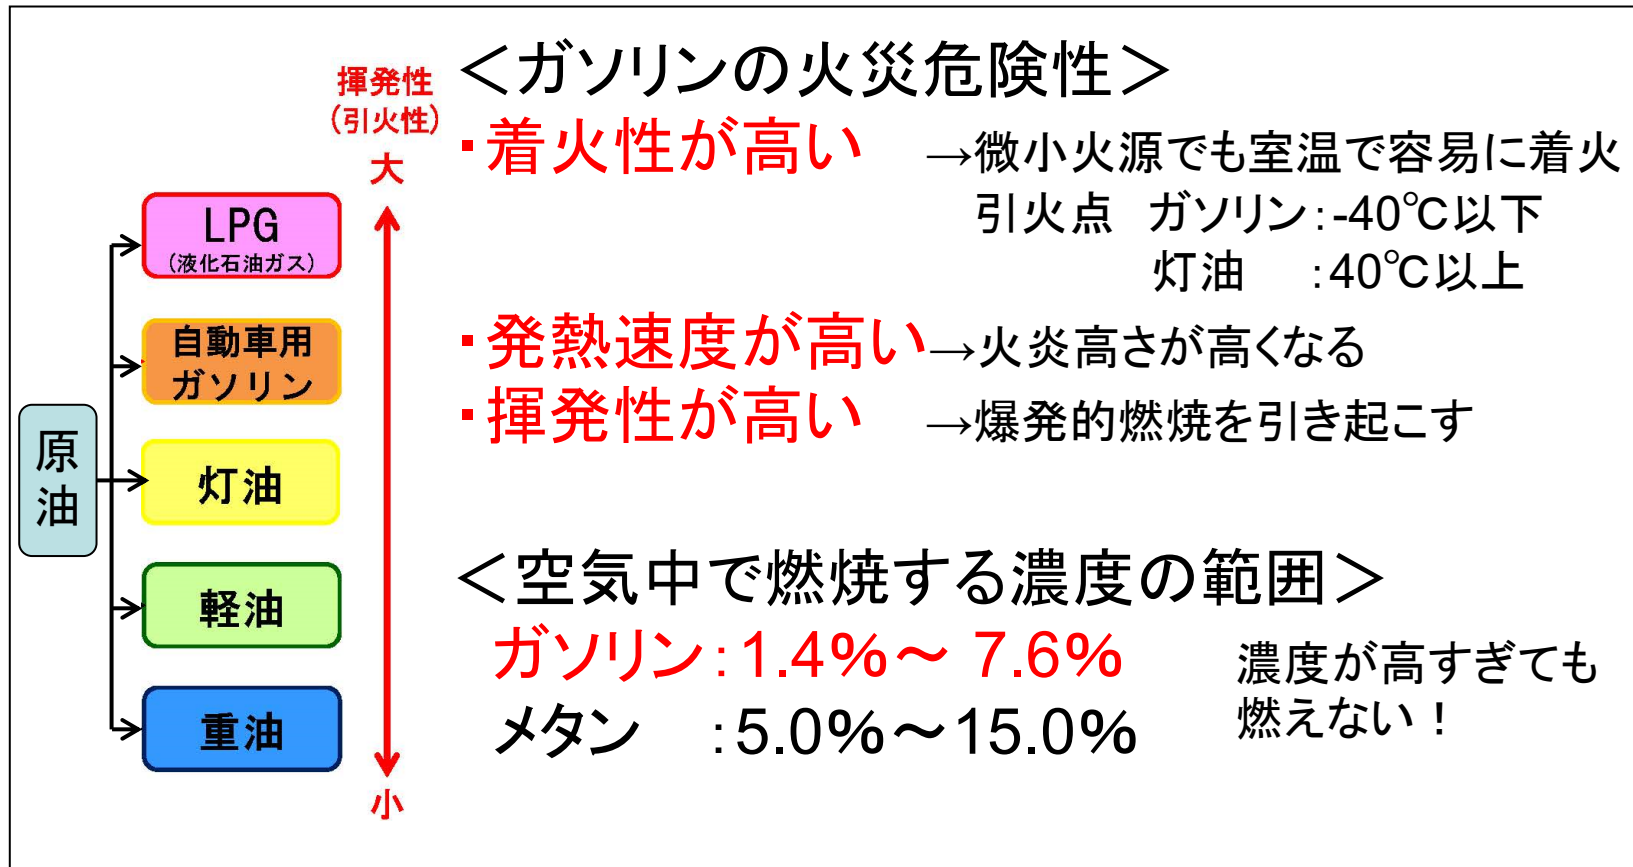 揮発性
（引火性）
大
原油
LPG
（液化石油ガス）
自動車用
ガソリン
灯油
軽油
重油
小
＜ガソリンの火災危険性＞
・着火性が高い →微小火源でも室温で容易に着火
引火点 ガソリン：-40℃以下
灯油 ：40℃以上
・発熱速度が高い→火炎高さが高くなる
・揮発性が高い →爆発的燃焼を引き起こす
＜空気中で燃焼する濃度の範囲＞
ガソリン：1.4%～ 7.6%
メタン ：5.0%～15.0%
濃度が高すぎても
燃えない！